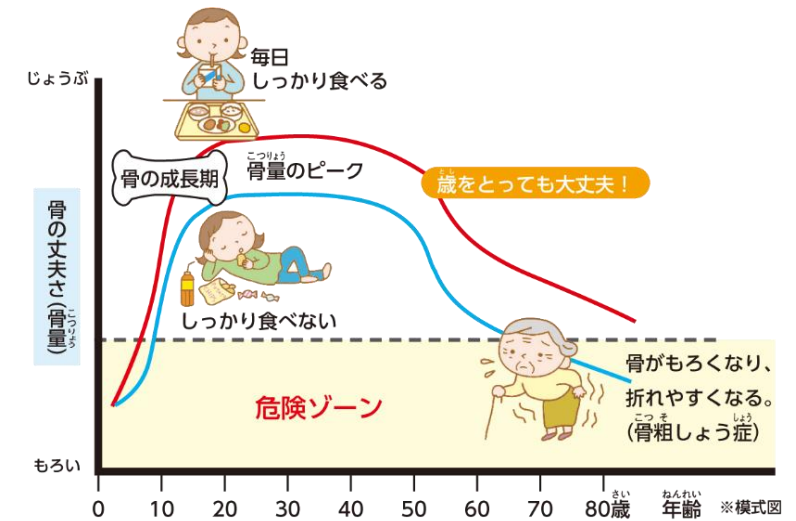 毎日
しっかり食べる
じょうぶ
骨の成長期
こつりょう
骨量のピーク
とし
歳をとっても大丈夫！
骨の丈夫さ(骨量)
こつりょう
しっかり食べない
骨がもろくなり、
折れやすくなる。
こつ そ しょう
(骨粗しょう症)
危険ゾーン
もろい
0 10 20 30 40 50 60 70 80歳 年齢 ※模式図
さい ねんれい